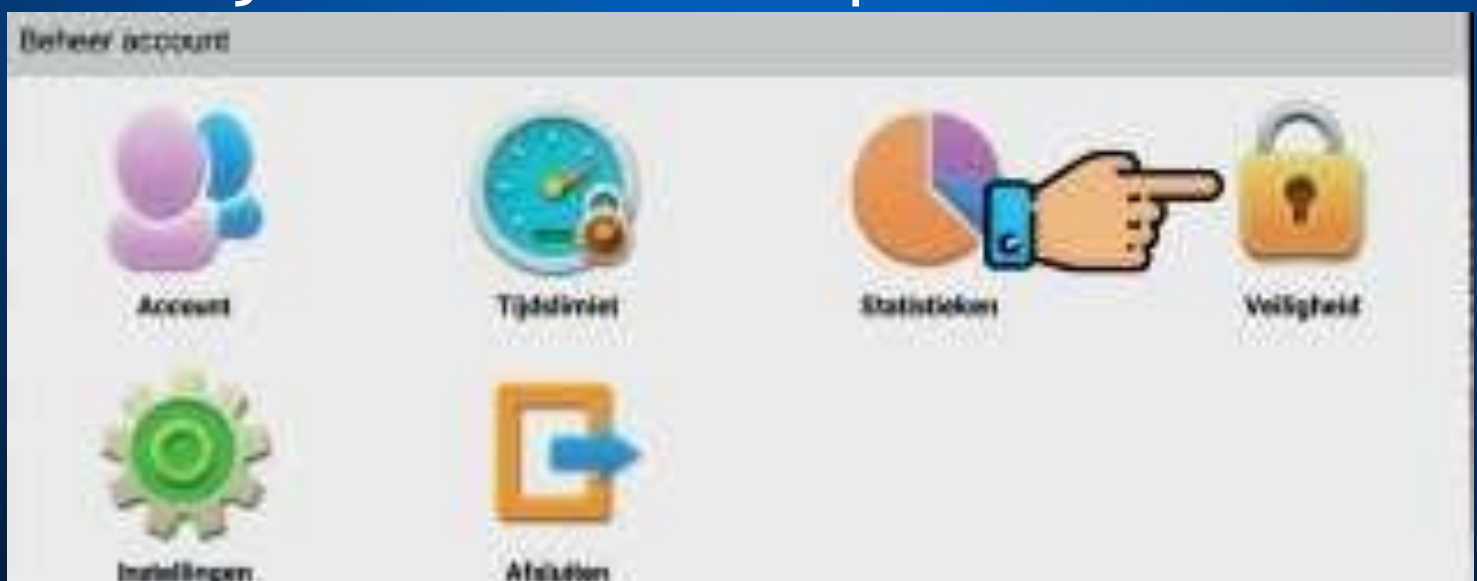 Beheer account
Account Tijdslimiet Statistieken Veiligheid
Instellingen Afsluiten